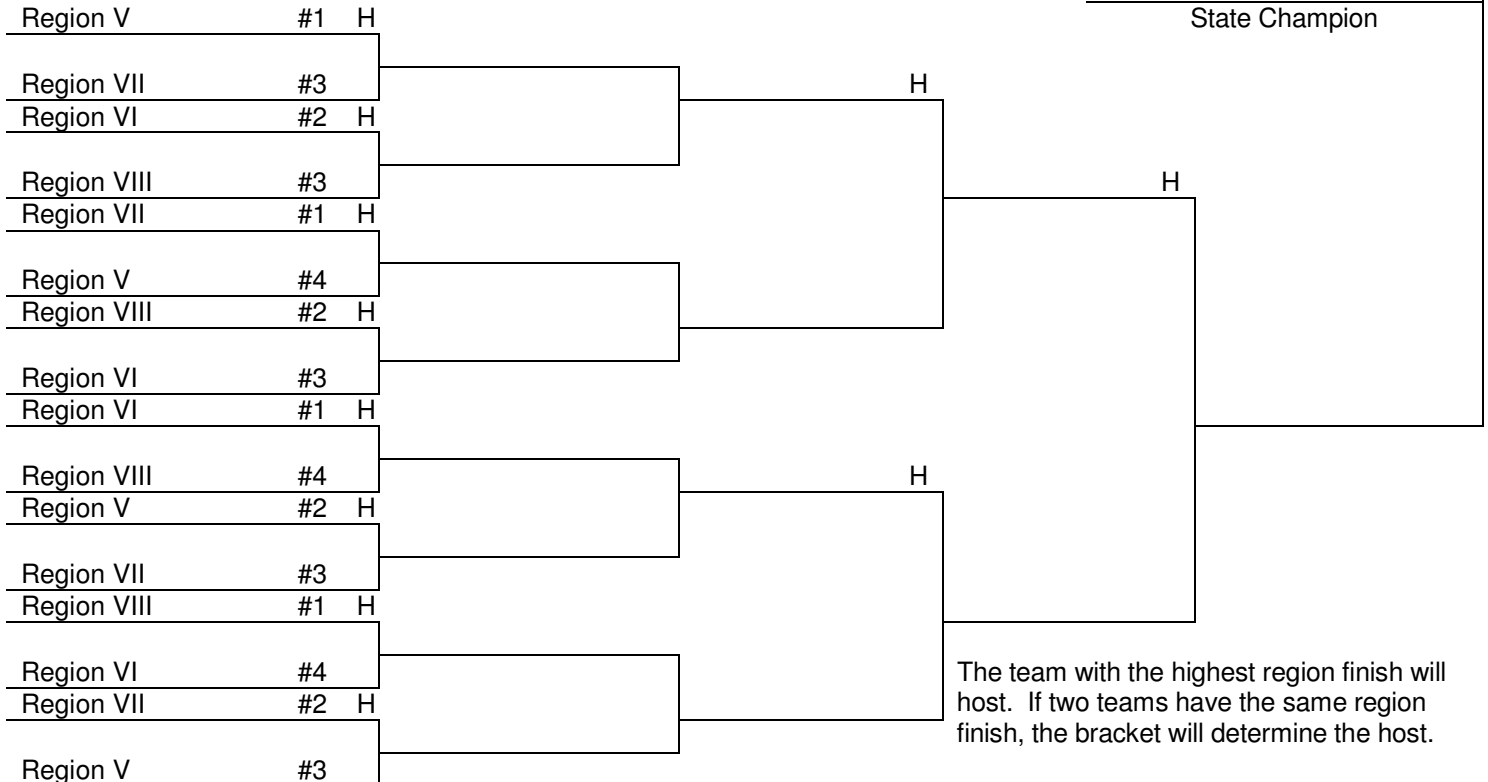 Region V #1 H
State Champion
Region VII #3
H
Region VI #2 H
Region VIII #3
H
Region VII #1 H
Region V #4
Region VIII #2 H
Region VI #3
Region VI #1 H
Region VIII #4
H
Region V #2 H
Region VII #3
Region VIII #1 H
Region VI #4
Region VII #2 H
Region V #3
The team with the highest region finish will
host. If two teams have the same region
finish, the bracket will determine the host.